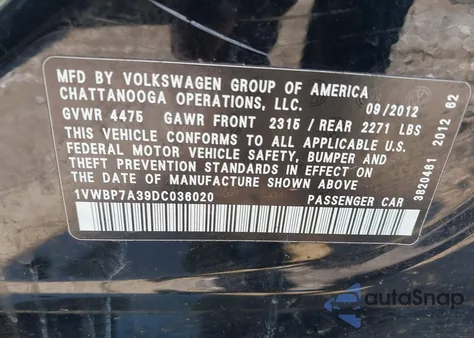 MFD BY VOLKSWAGEN GROUP OF AMERICA
CHATTANOOGA OPERATIONS, LLC. 09/2012
GVWR 4475 GAWR FRONT 2315 / REAR 2271 LBS
THIS VEHICLE CONFORMS TO ALL APPLICABLE U.S.
FEDERAL MOTOR VEHICLE SAFETY, BUMPER AND
THEFT PREVENTION STANDARDS IN EFFECT ON
THE DATE OF MANUFACTURE SHOWN ABOVE.
1VWBP7A39DC036020 PASSENGER CAR
3820461 2012 62
autoSnap